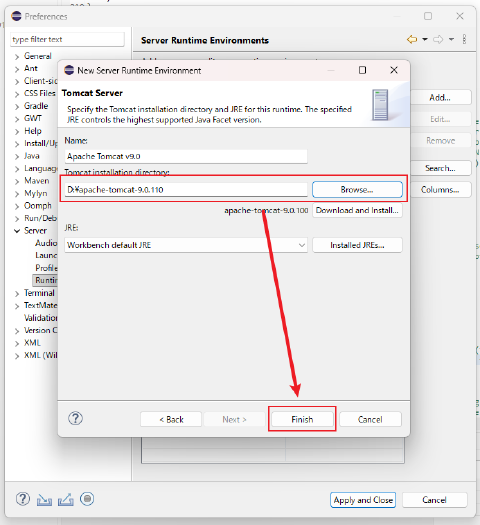 Preferences
type filter text
General
Ant
Client-sid
CSS Files
Gradle
GWT
Help
Install/Up
Java
Language
Maven
Mylyn
Oomph
Run/Debu
Server
Audio
Launc
Profile
Runtin
Terminal
TextMate
Validation
Version C
XML
XML (Wil
Server Runtime Environments
Add...
Edit...
Remove
Search...
Columns...
New Server Runtime Environment
Tomcat Server
Specify the Tomcat installation directory and JRE for this runtime. The specified
JRE controls the highest supported Java Facet version.
Name:
Apache Tomcat v9.0
Tomcat installation directory:
D:¥apache-tomcat-9.0.110
Browse...
apache-tomcat-9.0.100
Download and Install...
JRE:
Workbench default JRE
Installed JREs...
< Back
Next >
Finish
Cancel
Apply and Close
Cancel